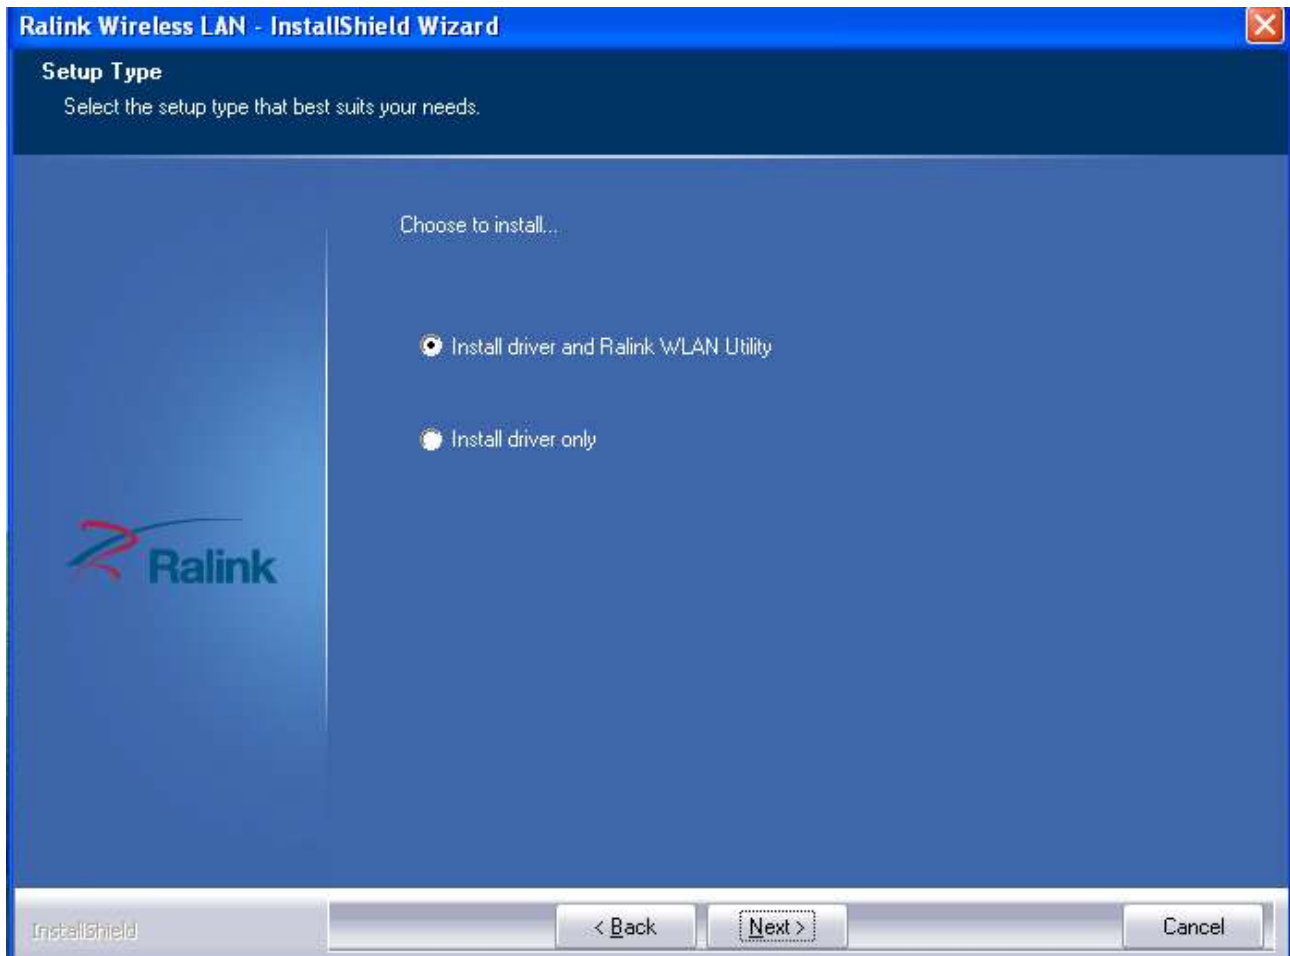 Ralink Wireless LAN - InstallShield Wizard
Setup Type
Select the setup type that best suits your needs.
Choose to install...
Install driver and Ralink WLAN Utility
Install driver only
Ralink
InstallShield
< Back
Next >
Cancel